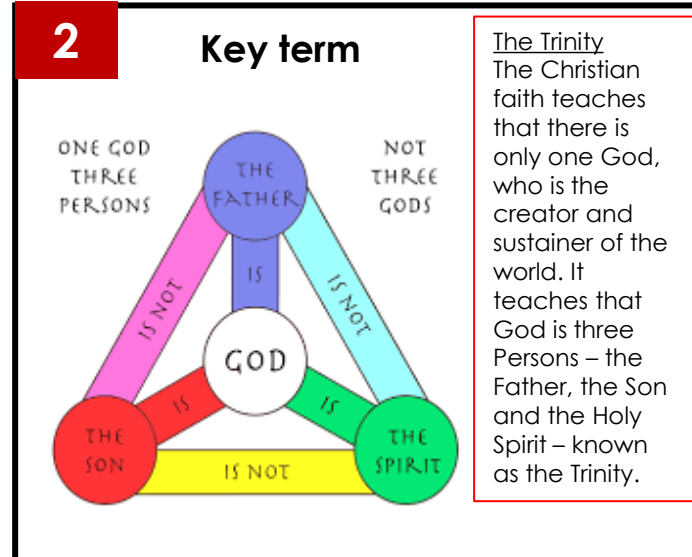 2
Key term
ONE GOD
THREE
PERSONS
THE
FATHER
NOT
THREE
GODS
IS
IS NOT
IS NOT
GOD
IS
IS
THE
SON
IS NOT
THE
SPIRIT
The Trinity
The Christian
faith teaches
that there is
only one God,
who is the
creator and
sustainer of the
world. It
teaches that
God is three
Persons – the
Father, the Son
and the Holy
Spirit – known
as the Trinity.